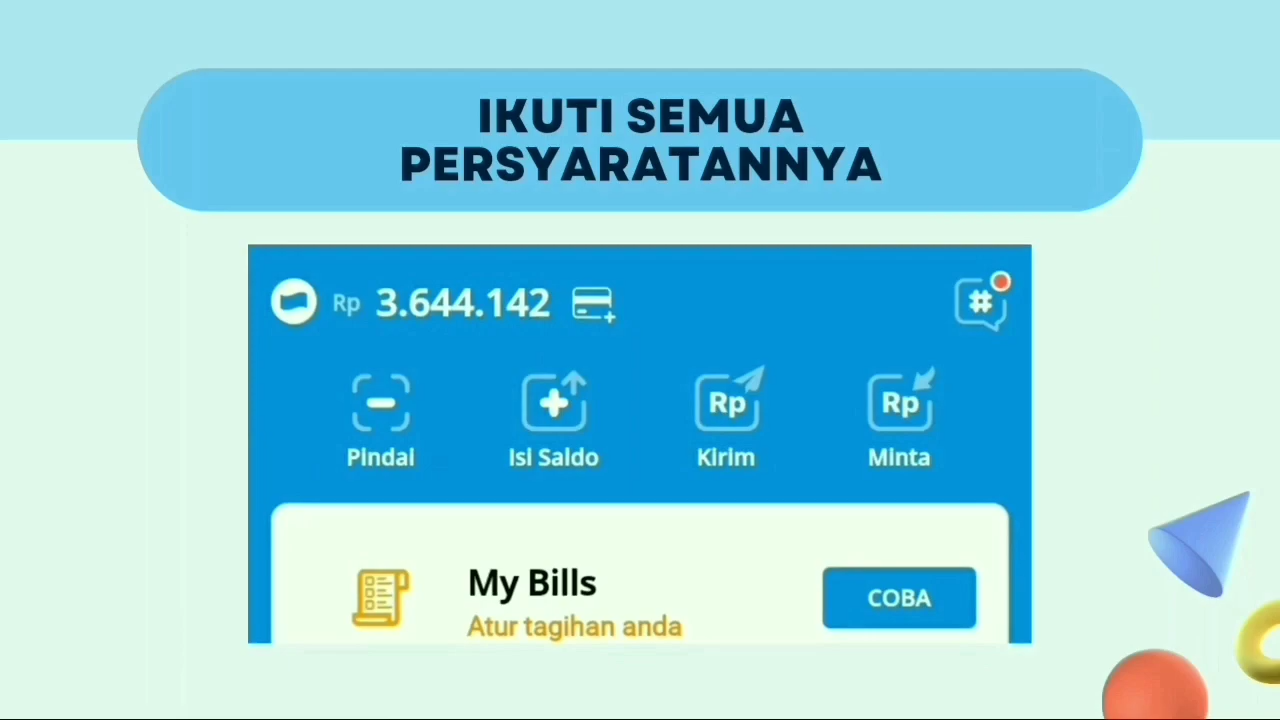 IKUTI SEMUA
PERSYARATANNYA
Rp 3.644.142
#
Pindai
Isi Saldo
Rp
Kirim
Rp
Minta
My Bills
Atur tagihan anda
COBA